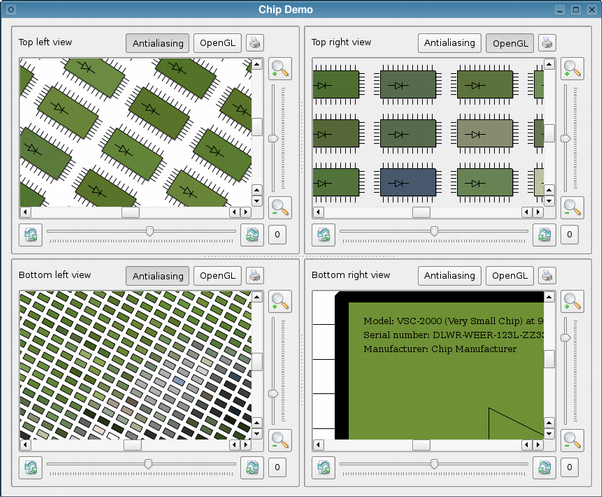 Chip Demo
Top left view Antialiasing OpenGL
Top right view Antialiasing OpenGL
0
0
Bottom left view Antialiasing OpenGL
Bottom right view Antialiasing OpenGL
Model: VSC-2000 (Very Small Chip) at 9
Serial number: DLWR-WEER-123L-ZZ33
Manufacturer: Chip Manufacturer
0
0